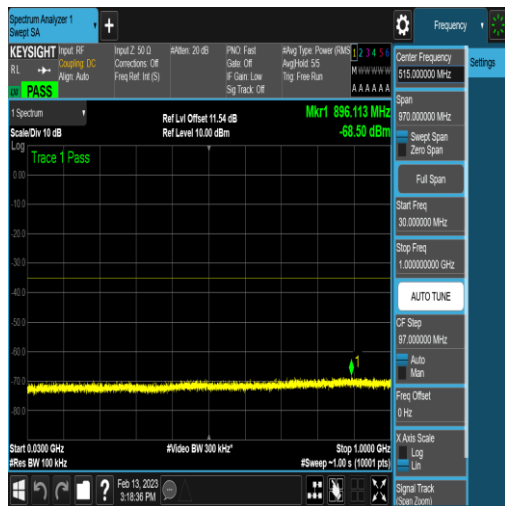 Spectrum Analyzer 1
Swept SA
Frequency
KEYSIGHT
RL
Input: RF
Coupling: DC
Align: Auto
Input Z: 50 Ω
Corrections: Off
Freq Ref: Int (S)
#Atten: 20 dB
PNO: Fast
Gate: Off
IF Gain: Low
Sig Track: Off
#Avg Type: Power (RMS
Avg|Hold: 5/5
Trig: Free Run
1 2 3 4 5 6
M W W W W W
A A A A A A
PASS
1 Spectrum
Scale/Div 10 dB
Ref Lvl Offset 11.54 dB
Ref Level 10.00 dBm
Mkr1 896.113 MHz
-68.50 dBm
Log
Trace 1 Pass
0.00
-10.0
-20.0
-30.0
-40.0
-50.0
-60.0
-70.0
-80.0
1
Start 0.0300 GHz
#Res BW 100 kHz
#Video BW 300 kHz*
Stop 1.0000 GHz
#Sweep ~1.00 s (10001 pts)
Feb 13, 2023
3:18:36 PM
?
Center Frequency
515.000000 MHz
Settings
Span
970.000000 MHz
Swept Span
Zero Span
Full Span
Start Freq
30.000000 MHz
Stop Freq
1.000000000 GHz
AUTO TUNE
CF Step
97.000000 MHz
Auto
Man
Freq Offset
0 Hz
X Axis Scale
Log
Lin
Signal Track
(Span Zoom)